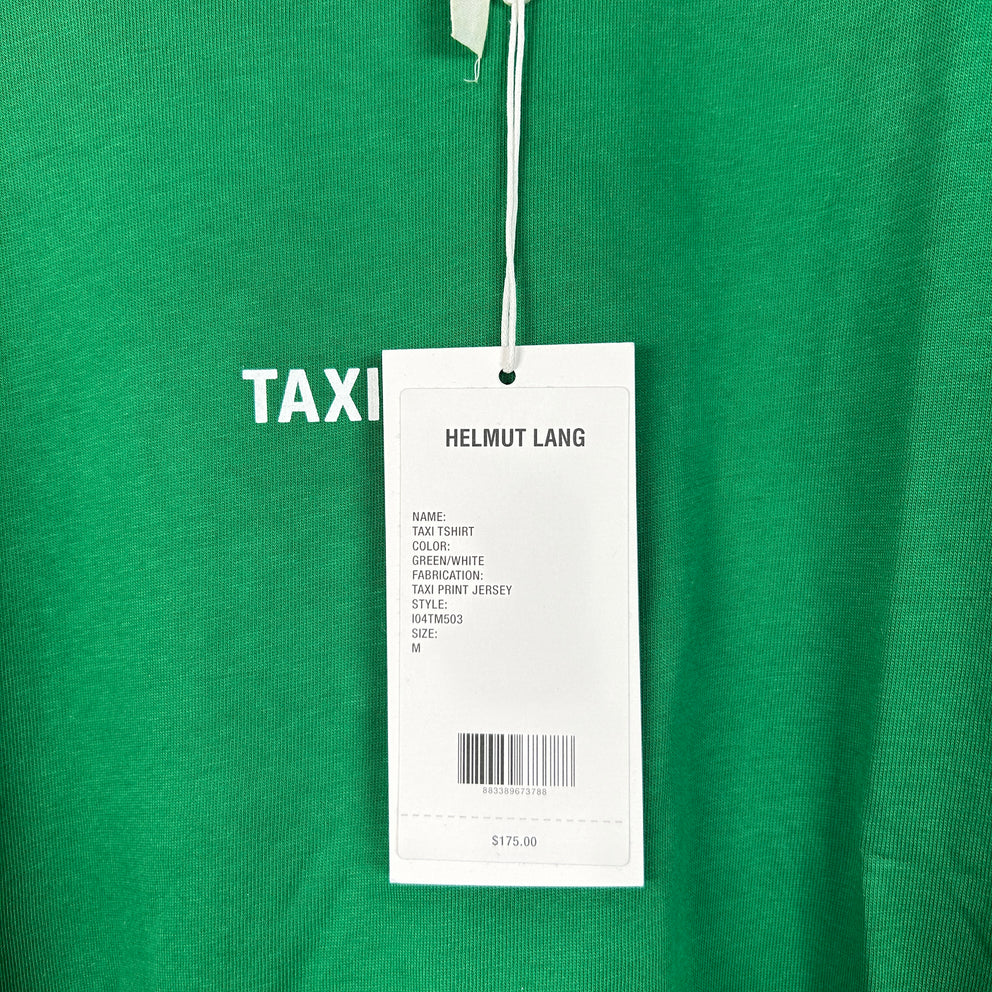 TAXI
HELMUT LANG
NAME:
TAXI TSHIRT
COLOR:
GREEN/WHITE
FABRICATION:
TAXI PRINT JERSEY
STYLE:
I04TM503
SIZE:
M
883389673788
$175.00